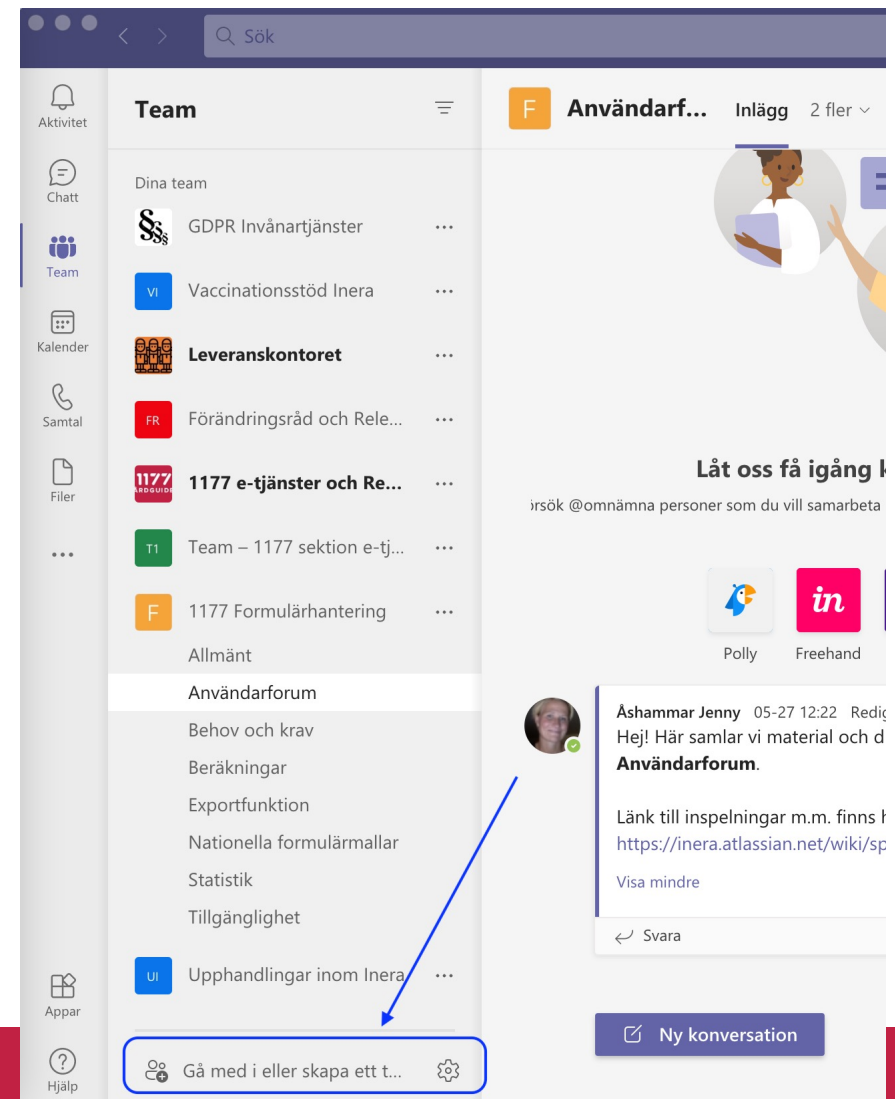 Sök
Aktivitet
Chatt
Team
Kalender
Samtal
Filer
Appar
Hjälp
Team
Dina team
GDPR Invånartjänster
VI Vaccinationsstöd Inera
Leveranskontoret
FR Förändringsråd och Rele...
1177 1177 e-tjänster och Re...
T1 Team – 1177 sektion e-tj...
F 1177 Formulärhantering
Allmänt
Användarforum
Behov och krav
Beräkningar
Exportfunktion
Nationella formulärmallar
Statistik
Tillgänglighet
UI Upphandlingar inom Inera
Gå med i eller skapa ett t...
F Användarf... Inlägg 2 fler
Låt oss få igång k
örsök @omnämna personer som du vill samarbeta
in
Polly Freehand
Åshammar Jenny 05-27 12:22 Redig
Hej! Här samlar vi material och d
Användarforum.
Länk till inspelningar m.m. finns h
https://inera.atlassian.net/wiki/sp
Visa mindre
Svara
Ny konversation